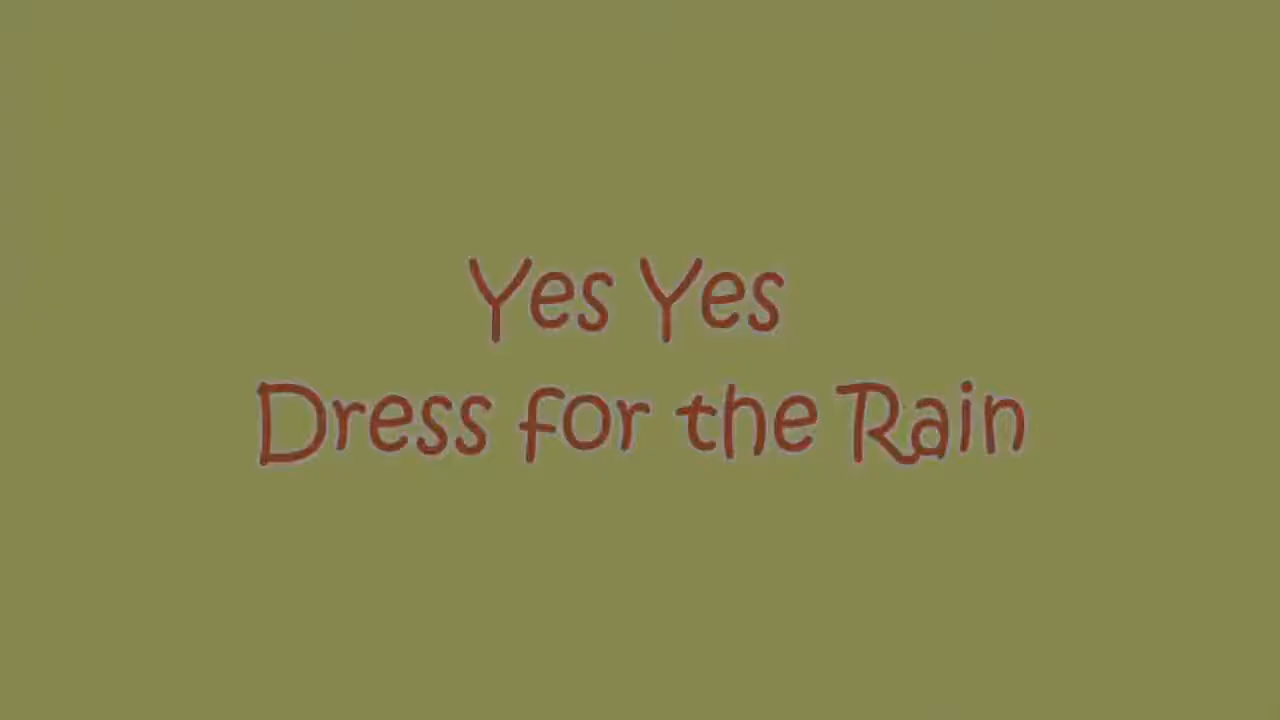 Yes Yes
Dress for the Rain